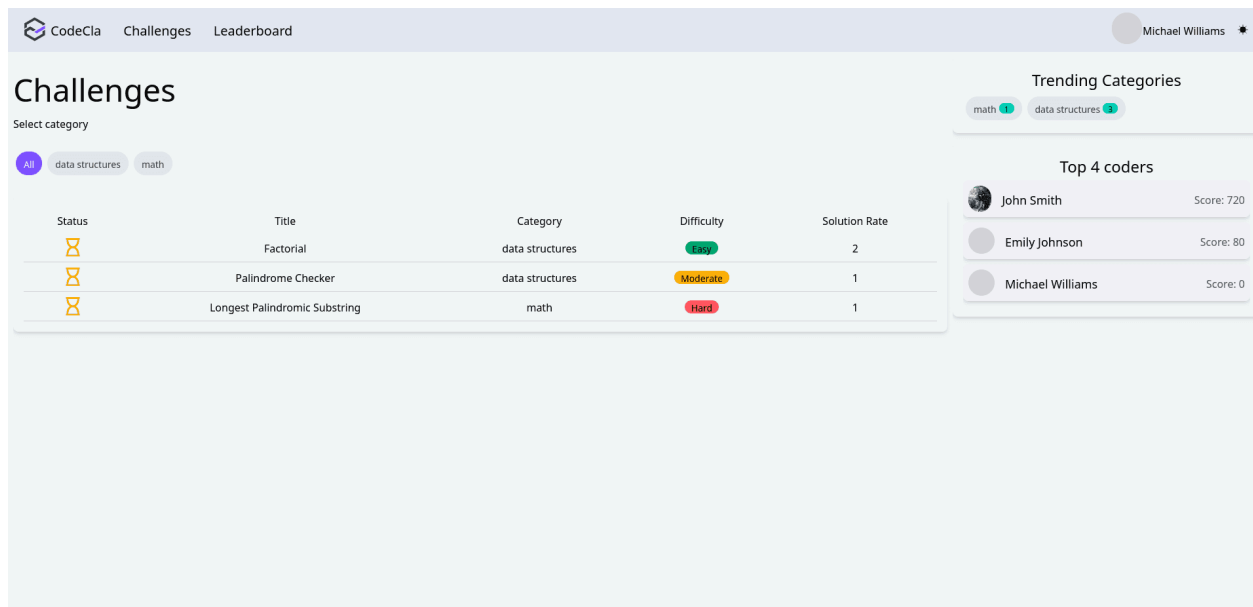 CodeCla Challenges Leaderboard Michael Williams
Challenges
Select category
All data structures math
Status Title Category Difficulty Solution Rate
Factorial data structures Easy 2
Palindrome Checker data structures Moderate 1
Longest Palindromic Substring math Hard 1
Trending Categories
math 1 data structures 3
Top 4 coders
John Smith Score: 720
Emily Johnson Score: 80
Michael Williams Score: 0